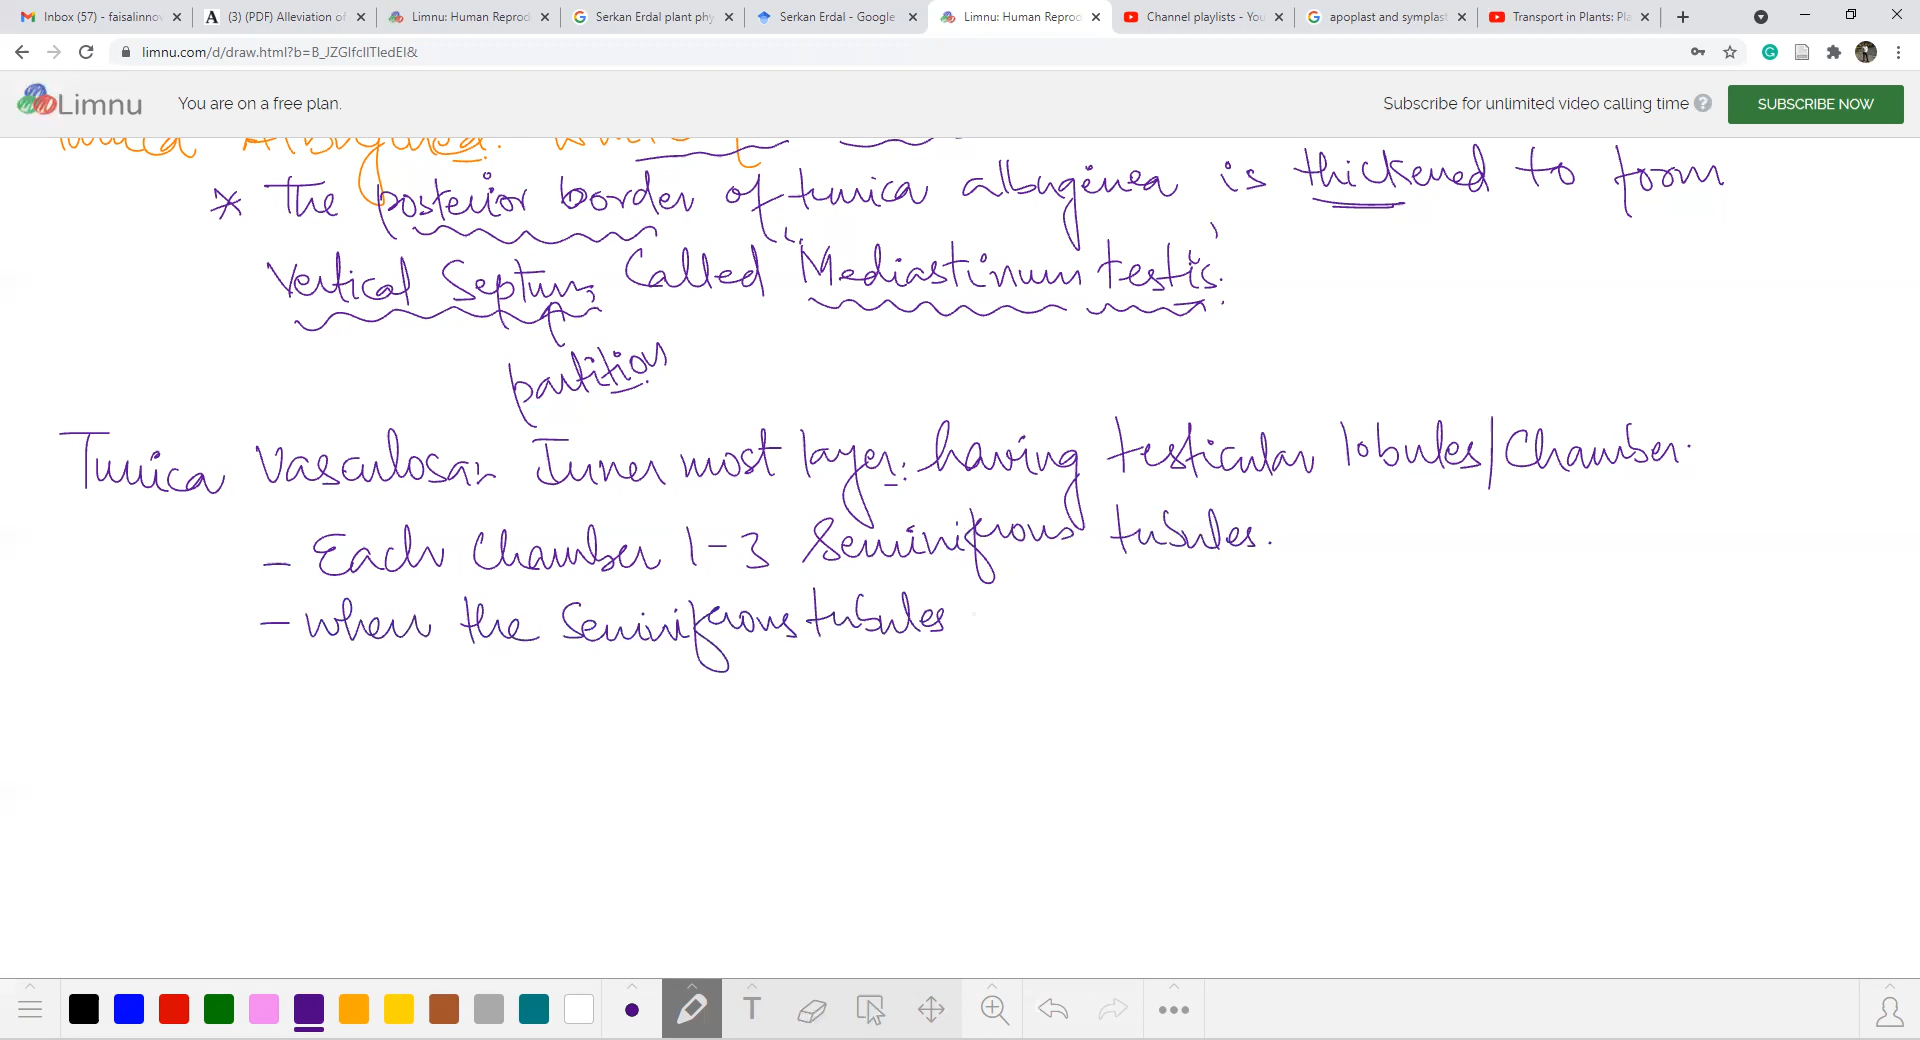 Inbox (57) - faisalinnov
(3) (PDF) Alleviation of
Limnu: Human Reprod
Serkan Erdal plant phy
Serkan Erdal - Google
Limnu: Human Reprod
Channel playlists - You
apoplast and symplast
Transport in Plants: Pla
limnu.com/d/draw.html?b=B_JZGIfcIITledEI&
Limnu
You are on a free plan.
Subscribe for unlimited video calling time ?
SUBSCRIBE NOW
* The posterior border of tunica albugenea is thickened to form
Vertical Septum, Called "Mediastinum testis".
partition
Tunica Vasculosa:- Inner most layer: having testicular lobules/Chamber.
- Each Chamber 1-3 Seminiferous tubules.
- when the Seminiferous tubules
T